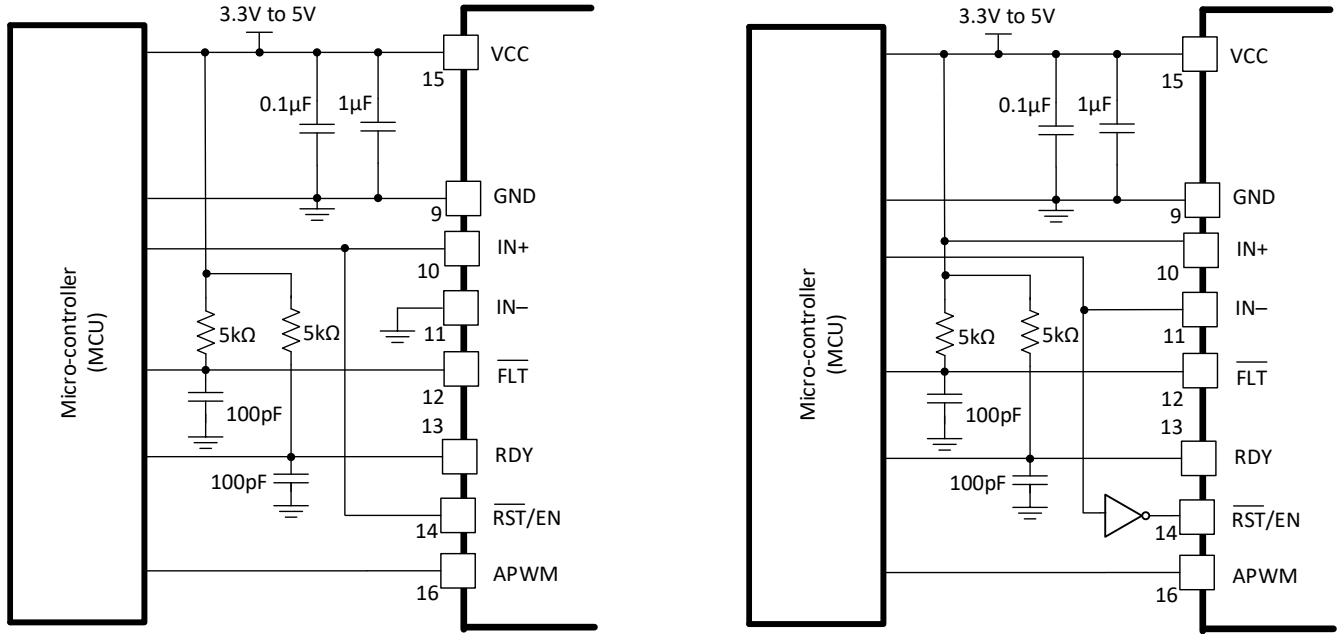 3.3V to 5V
VCC
15
0.1µF
1µF
GND
9
IN+
10
IN–
11
5kΩ
5kΩ
Micro-controller
(MCU)
FLT
12
100pF
13
RDY
100pF
RST/EN
14
APWM
16
3.3V to 5V
VCC
15
0.1µF
1µF
GND
9
IN+
10
IN–
11
5kΩ
5kΩ
Micro-controller
(MCU)
FLT
12
100pF
13
RDY
100pF
RST/EN
14
APWM
16